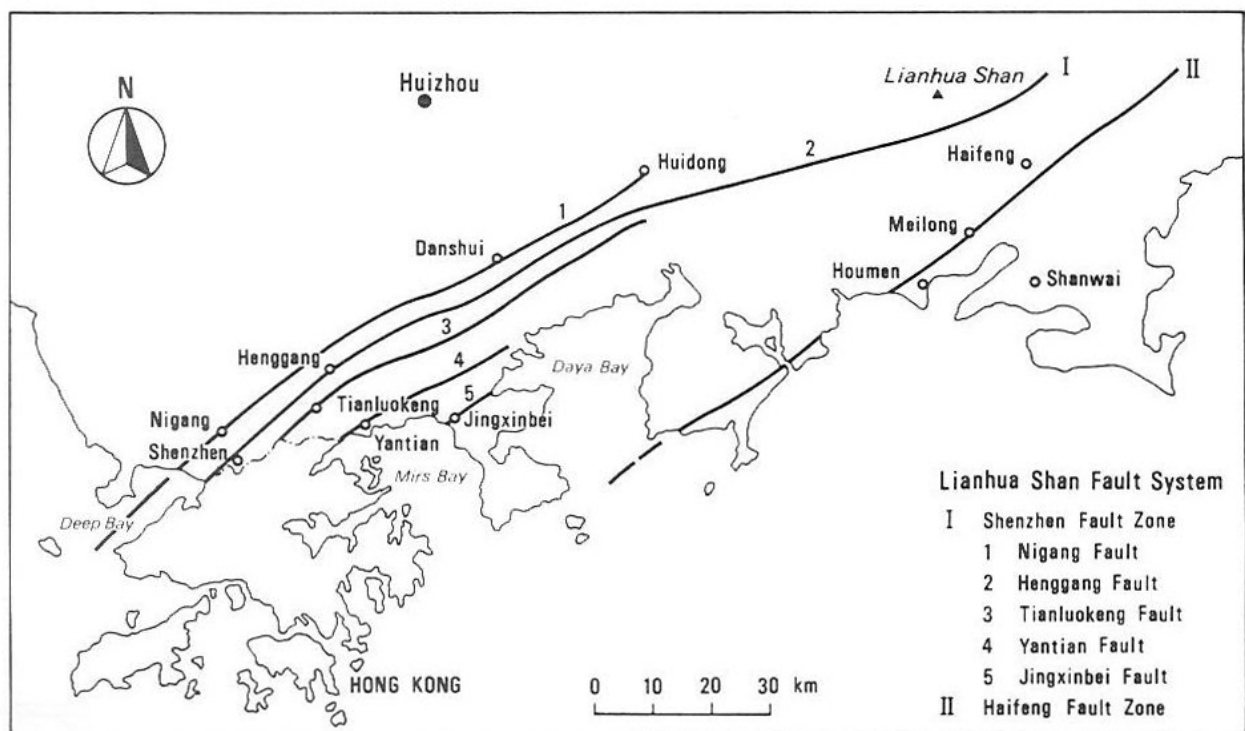 N
Huizhou
Lianhua Shan
I
II
Huidong
2
Haifeng
1
Danshui
Meilong
Houmen
Shanwai
3
Henggang
4
Daya Bay
5
Nigang
Tianluokeng
Jingxinbei
Shenzhen
Yantian
Mirs Bay
Deep Bay
HONG KONG
0 10 20 30 km
Lianhua Shan Fault System
I Shenzhen Fault Zone
1 Nigang Fault
2 Henggang Fault
3 Tianluokeng Fault
4 Yantian Fault
5 Jingxinbei Fault
II Haifeng Fault Zone